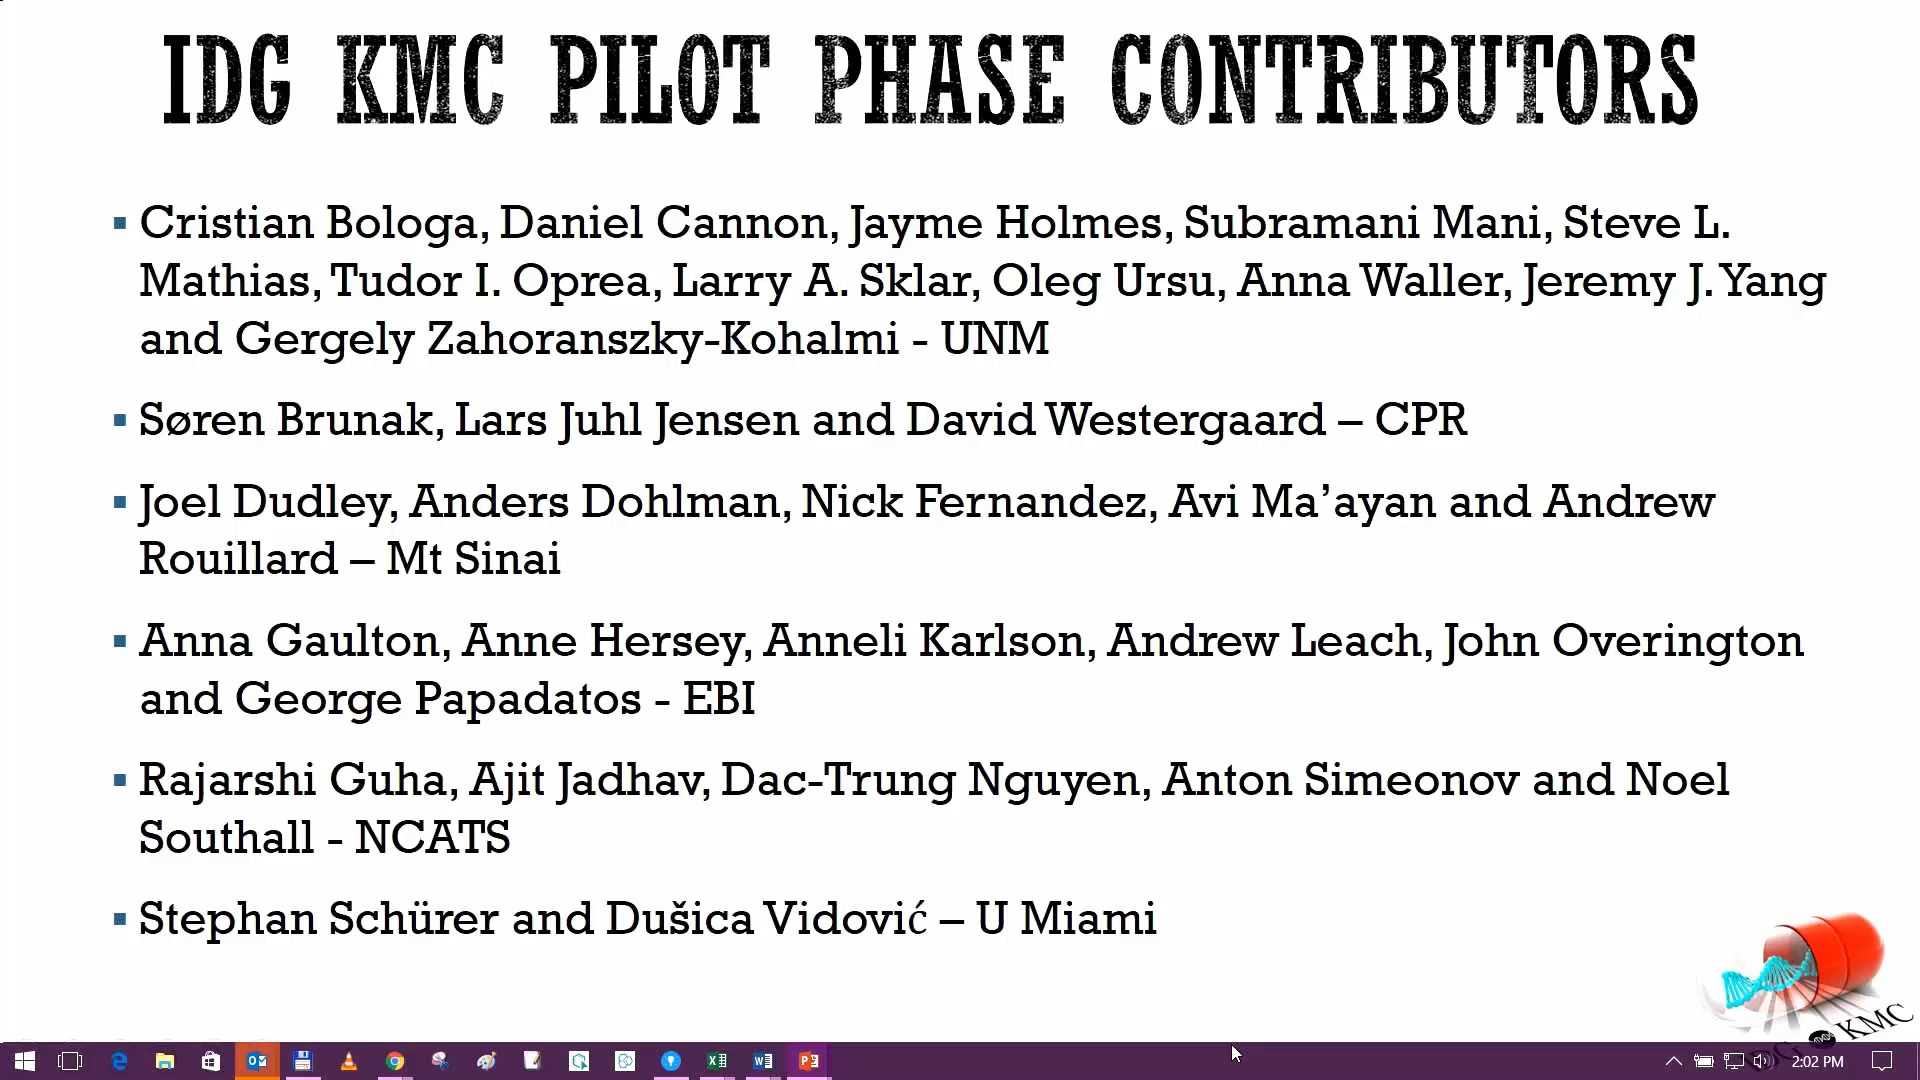 IDG KMC PILOT PHASE CONTRIBUTORS
▪ Cristian Bologa, Daniel Cannon, Jayme Holmes, Subramani Mani, Steve L.
Mathias, Tudor I. Oprea, Larry A. Sklar, Oleg Ursu, Anna Waller, Jeremy J. Yang
and Gergely Zahoranszky-Kohalmi - UNM
▪ Søren Brunak, Lars Juhl Jensen and David Westergaard – CPR
▪ Joel Dudley, Anders Dohlman, Nick Fernandez, Avi Ma’ayan and Andrew
Rouillard – Mt Sinai
▪ Anna Gaulton, Anne Hersey, Anneli Karlson, Andrew Leach, John Overington
and George Papadatos - EBI
▪ Rajarshi Guha, Ajit Jadhav, Dac-Trung Nguyen, Anton Simeonov and Noel
Southall - NCATS
▪ Stephan Schürer and Dušica Vidović – U Miami
IDG KMC
2:02 PM